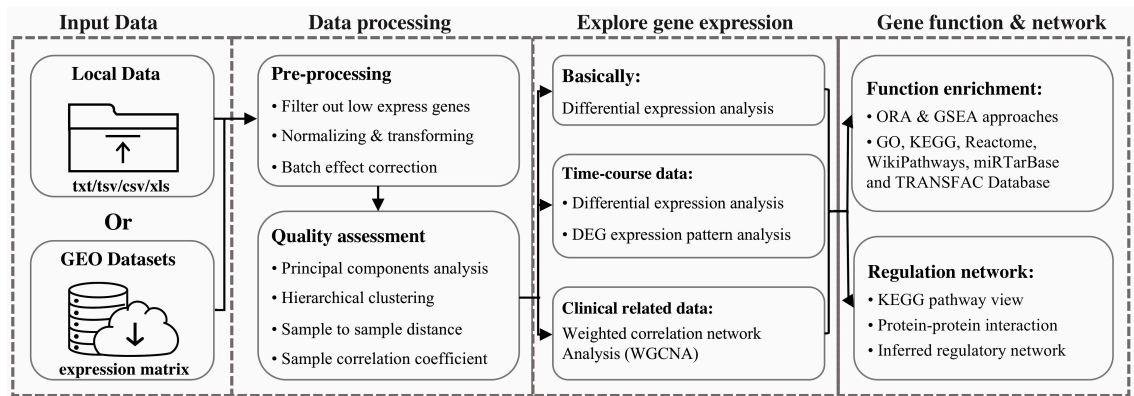 Input Data
Local Data
txt/tsv/csv/xls
Or
GEO Datasets
expression matrix
Data processing
Pre-processing
• Filter out low express genes
• Normalizing & transforming
• Batch effect correction
Quality assessment
• Principal components analysis
• Hierarchical clustering
• Sample to sample distance
• Sample correlation coefficient
Explore gene expression
Basically:
Differential expression analysis
Time-course data:
• Differential expression analysis
• DEG expression pattern analysis
Clinical related data:
Weighted correlation network
Analysis (WGCNA)
Gene function & network
Function enrichment:
• ORA & GSEA approaches
• GO, KEGG, Reactome,
WikiPathways, miRTarBase
and TRANSFAC Database
Regulation network:
• KEGG pathway view
• Protein-protein interaction
• Inferred regulatory network